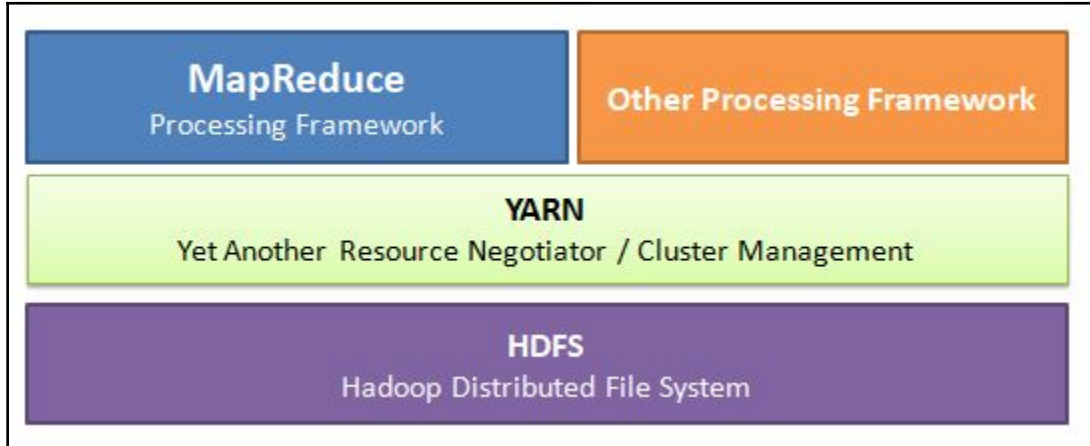 MapReduce
Processing Framework
Other Processing Framework
YARN
Yet Another Resource Negotiator / Cluster Management
HDFS
Hadoop Distributed File System